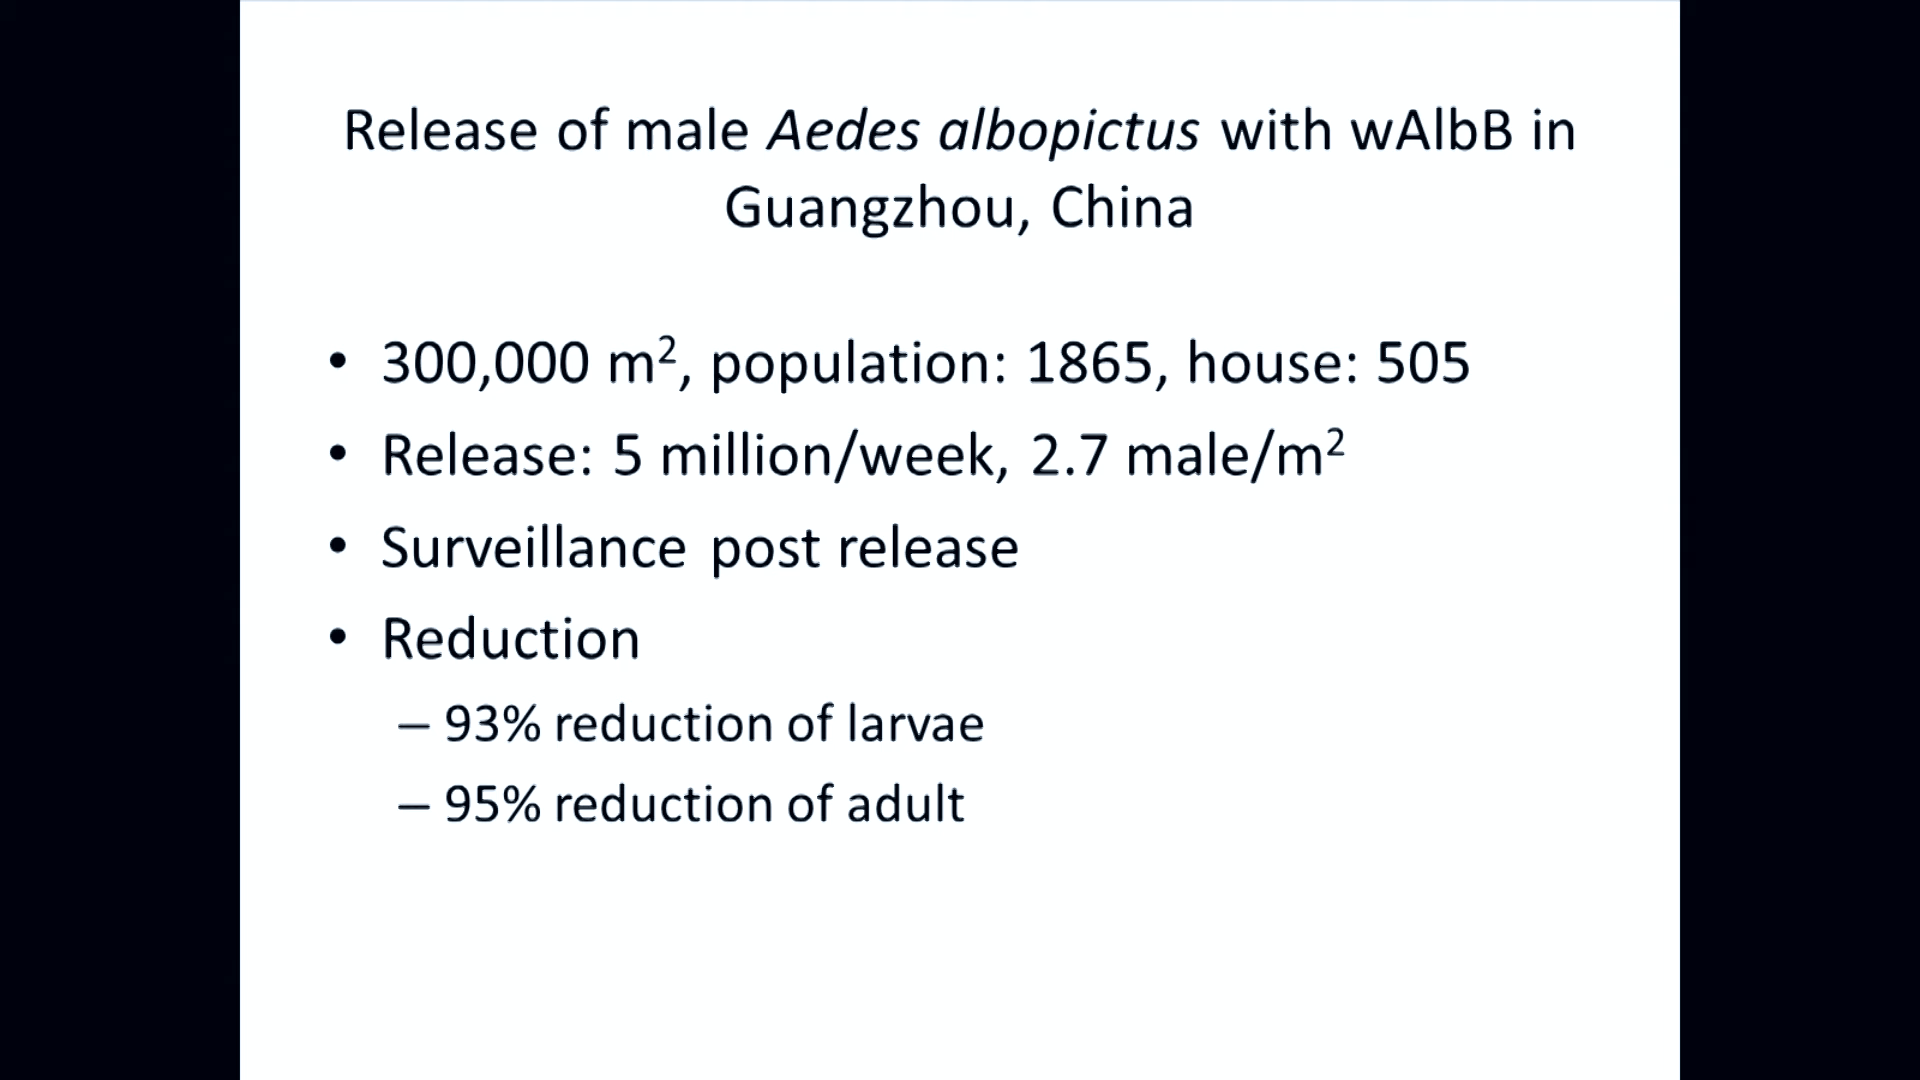 Release of male Aedes albopictus with wAlbB in
Guangzhou, China
• 300,000 m², population: 1865, house: 505
• Release: 5 million/week, 2.7 male/m²
• Surveillance post release
• Reduction
– 93% reduction of larvae
– 95% reduction of adult